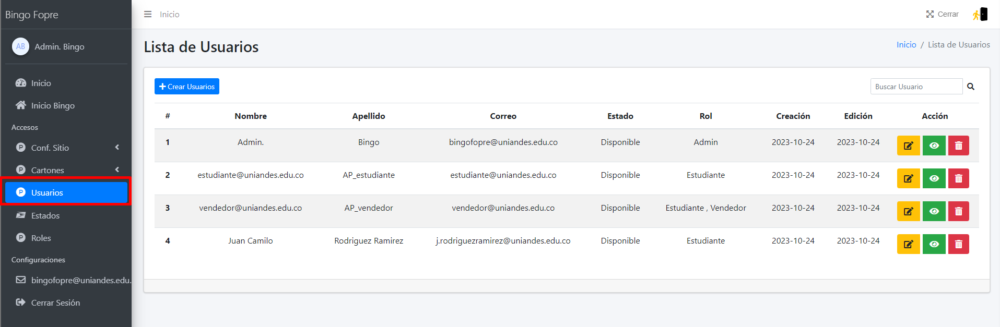 Bingo Fopre
AB Admin. Bingo
Inicio
Inicio Bingo
Accesos
Conf. Sitio
Cartones
Usuarios
Estados
Roles
Configuraciones
bingofopre@uniandes.edu.
Cerrar Sesión
Inicio
Cerrar
Lista de Usuarios
Inicio / Lista de Usuarios
Crear Usuarios
Buscar Usuario
# Nombre Apellido Correo Estado Rol Creación Edición Acción
1 Admin. Bingo bingofopre@uniandes.edu.co Disponible Admin 2023-10-24 2023-10-24
2 estudiante@uniandes.edu.co AP_estudiante estudiante@uniandes.edu.co Disponible Estudiante 2023-10-24 2023-10-24
3 vendedor@uniandes.edu.co AP_vendedor vendedor@uniandes.edu.co Disponible Estudiante , Vendedor 2023-10-24 2023-10-24
4 Juan Camilo Rodriguez Ramirez j.rodriguezramirez@uniandes.edu.co Disponible Estudiante 2023-10-24 2023-10-24